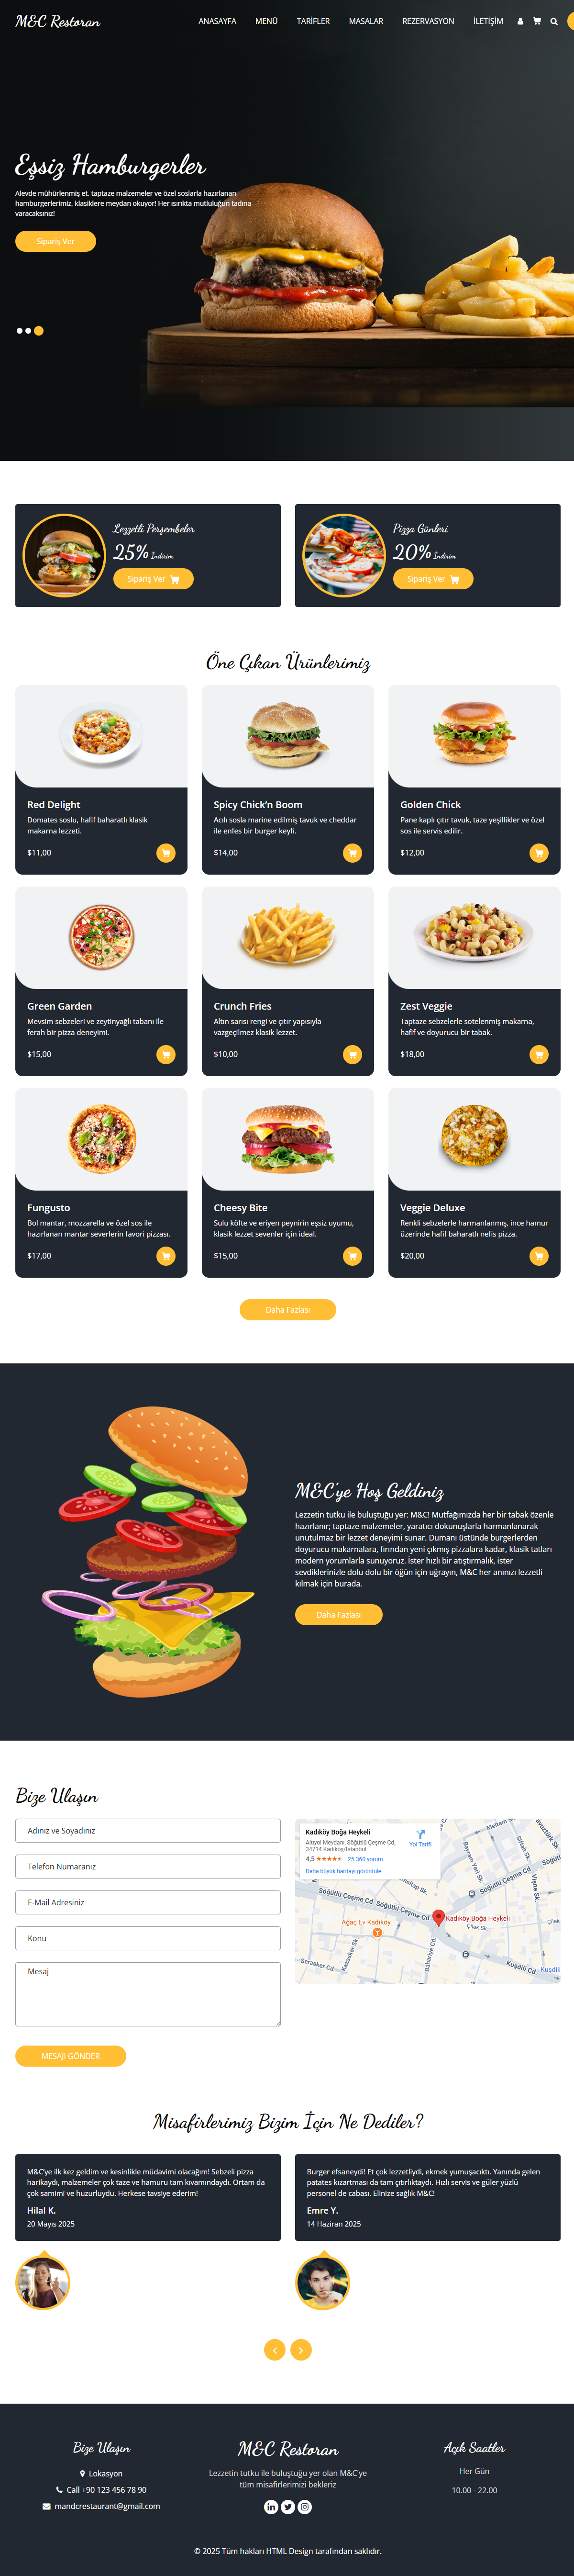 M&C Restoran
ANASAYFA MENÜ TARİFLER MASALAR REZERVASYON İLETİŞİM
Eşsiz Hamburgerler
Alevde mühürlenmiş et, taptaze malzemeler ve özel soslarla hazırlanan
hamburgerlerimiz, klasiklere meydan okuyor! Her ısırıkta mutluluğun tadına
varacaksınız!
Sipariş Ver
Lezzetli Perşembeler
25% İndirim
Sipariş Ver
Pizza Günleri
20% İndirim
Sipariş Ver
Öne Çıkan Ürünlerimiz
Red Delight
Domates soslu, hafif baharatlı klasik
makarna lezzeti.
$11,00
Spicy Chick'n Boom
Acılı sosla marine edilmiş tavuk ve cheddar
ile enfes bir burger keyfi.
$14,00
Golden Chick
Pane kaplı çıtır tavuk, taze yeşillikler ve özel
sos ile servis edilir.
$12,00
Green Garden
Mevsim sebzeleri ve zeytinyağlı tabanı ile
ferah bir pizza deneyimi.
$15,00
Crunch Fries
Altın sarısı rengi ve çıtır yapısıyla
vazgeçilmez klasik lezzet.
$10,00
Zest Veggie
Taptaze sebzelerle sotelenmiş makarna,
hafif ve doyurucu bir tabak.
$18,00
Fungusto
Bol mantar, mozzarella ve özel sos ile
hazırlanan mantar severlerin favori pizzası.
$17,00
Cheesy Bite
Sulu köfte ve eriyen peynirin eşsiz uyumu,
klasik lezzet sevenler için ideal.
$15,00
Veggie Deluxe
Renkli sebzelerle harmanlanmış, ince hamur
üzerinde hafif baharatlı nefis pizza.
$20,00
Daha Fazlası
M&C'ye Hoş Geldiniz
Lezzetin tutku ile buluştuğu yer: M&C! Mutfağımızda her bir tabak özenle
hazırlanır; taptaze malzemeler, yaratıcı dokunuşlarla harmanlanarak
unutulmaz bir lezzet deneyimi sunar. Dumanı üstünde burgerlerden
doyurucu makarnalara, fırından yeni çıkmış pizzalara kadar, klasik tatları
modern yorumlarla sunuyoruz. İster hızlı bir atıştırmalık, ister
sevdiklerinizle dolu dolu bir öğün için uğrayın, M&C her anınızı lezzetli
kılmak için burada.
Daha Fazlası
Bize Ulaşın
Adınız ve Soyadınız
Telefon Numaranız
E-Mail Adresiniz
Konu
Mesaj
MESAJI GÖNDER
Kadıköy Boğa Heykeli
Altıyol Meydanı, Söğütlü Çeşme Cd,
34714 Kadıköy/İstanbul
4,5 25.360 yorum
Daha büyük haritayı görüntüle
Yol Tarifi
Söğütlü Çeşme Cd
Söğütlü Çeşme Cd
Ağaç Ev Kadıköy
Kadıköy Boğa Heykeli
Çilek Sk.
Serasker Cd.
Kazasker Sk.
Bahariye Cd.
Kuşdili Cd.
Misafirlerimiz Bizim İçin Ne Dediler?
M&C'ye ilk kez geldim ve kesinlikle müdavimi olacağım! Sebzeli pizza
harikaydı, malzemeler çok taze ve hamuru tam kıvamındaydı. Ortam da
çok samimi ve huzurluydu. Herkese tavsiye ederim!
Hilal K.
20 Mayıs 2025
Burger efsaneydi! Et çok lezzetliydi, ekmek yumuşacıktı. Yanında gelen
patates kızartması da tam çıtırlıktaydı. Hızlı servis ve güler yüzlü
personel de cabası. Elinize sağlık M&C!
Emre Y.
14 Haziran 2025
Bize Ulaşın
Lokasyon
Call +90 123 456 78 90
mandcrestaurant@gmail.com
M&C Restoran
Lezzetin tutku ile buluştuğu yer olan M&C'ye
tüm misafirlerimizi bekleriz
Açık Saatler
Her Gün
10.00 - 22.00
© 2025 Tüm hakları HTML Design tarafından saklıdır.